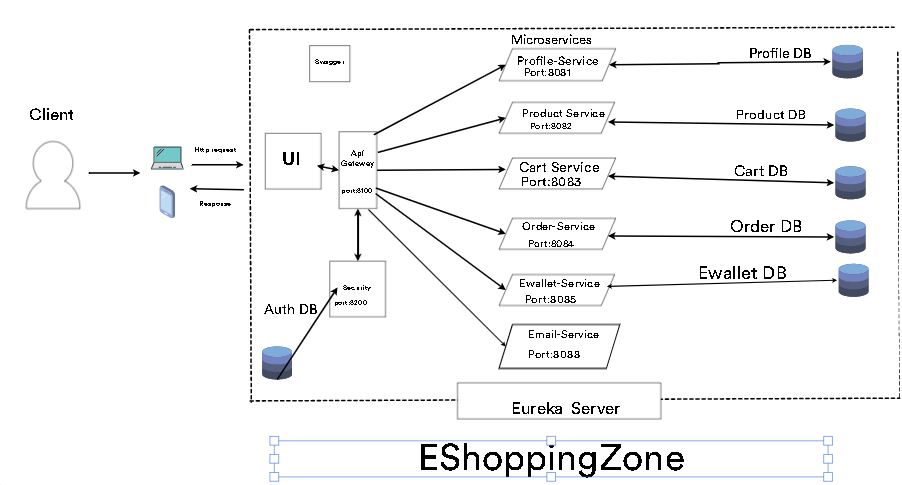 Microservices
Swagger
Profile-Service
Port:8081
Profile DB
Client
Product Service
Port:8082
Product DB
Http request
UI
Api
Gateway
port:8100
Cart Service
Port:8083
Cart DB
Response
Order-Service
Port:8084
Order DB
Security
port:8200
Ewallet-Service
Port:8085
Ewallet DB
Auth DB
Email-Service
Port:8088
Eureka Server
EShoppingZone